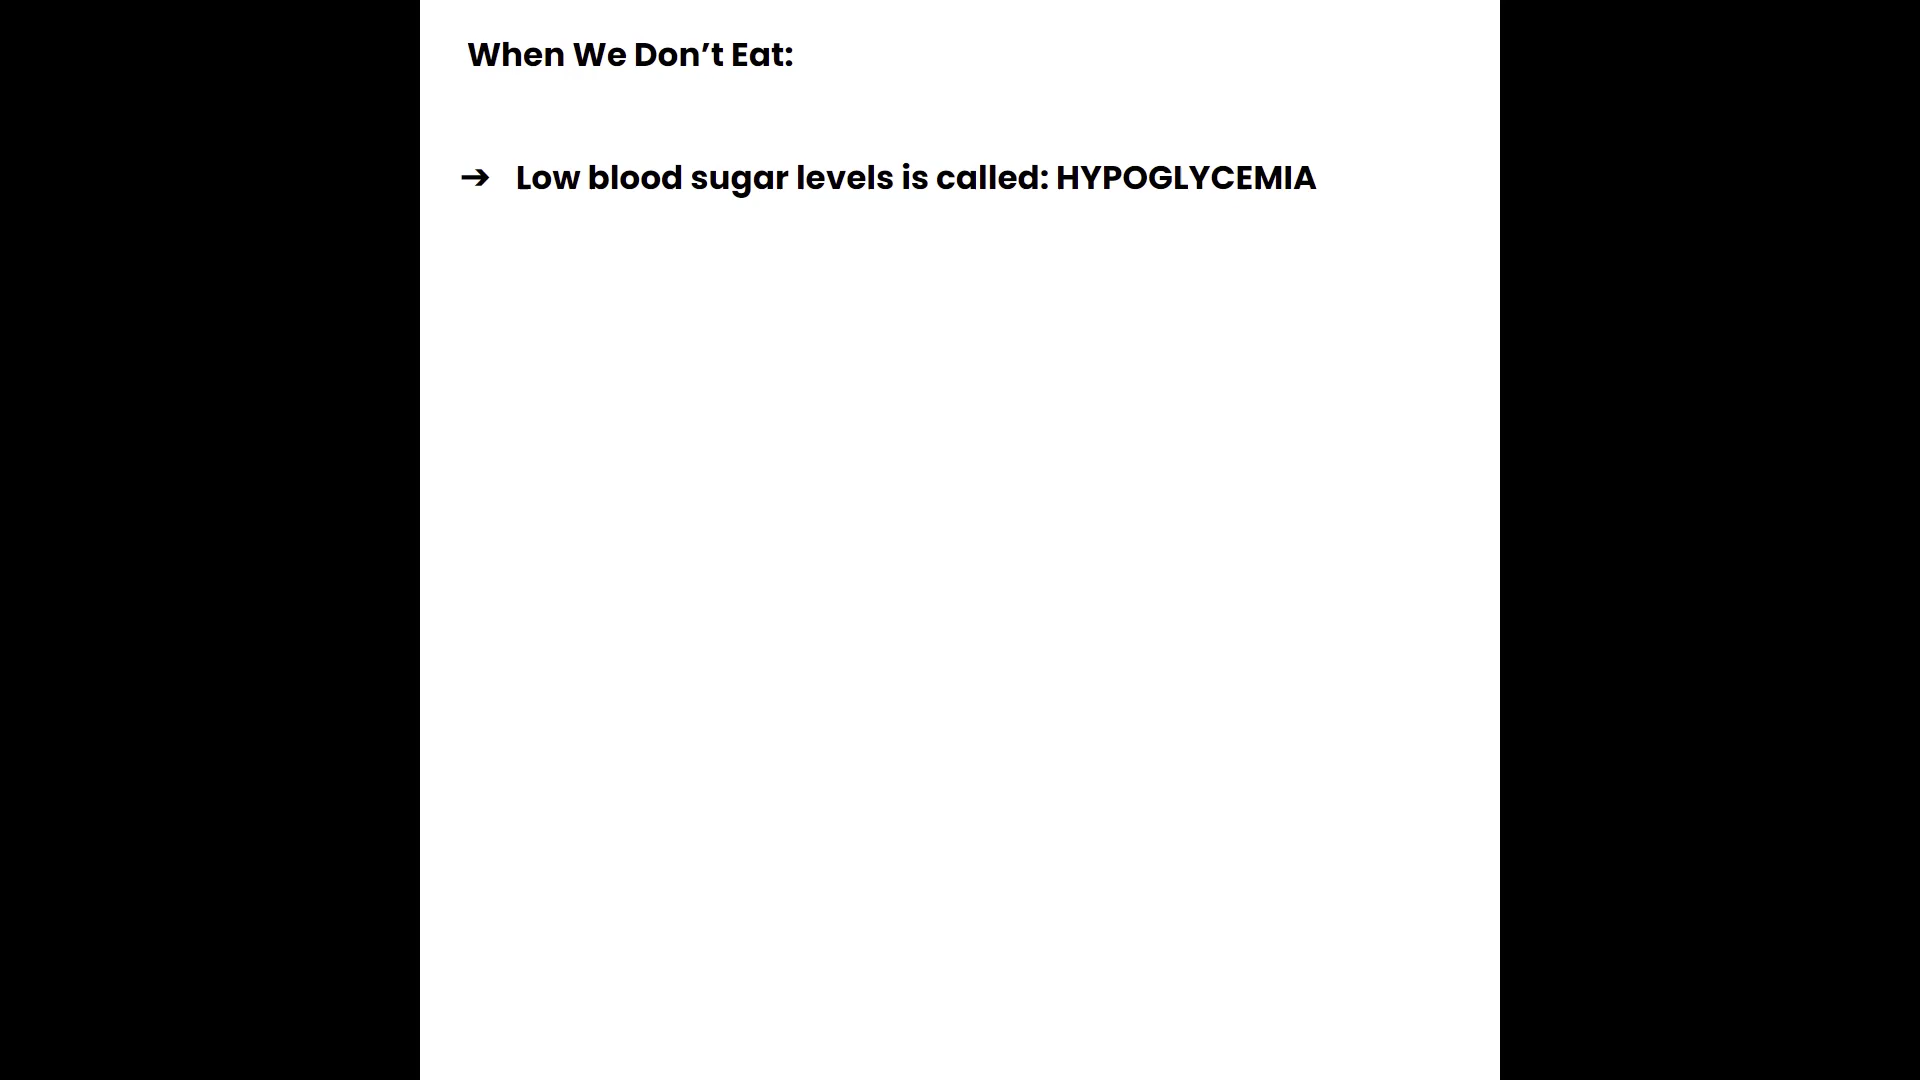 When We Don’t Eat:
➔ Low blood sugar levels is called: HYPOGLYCEMIA